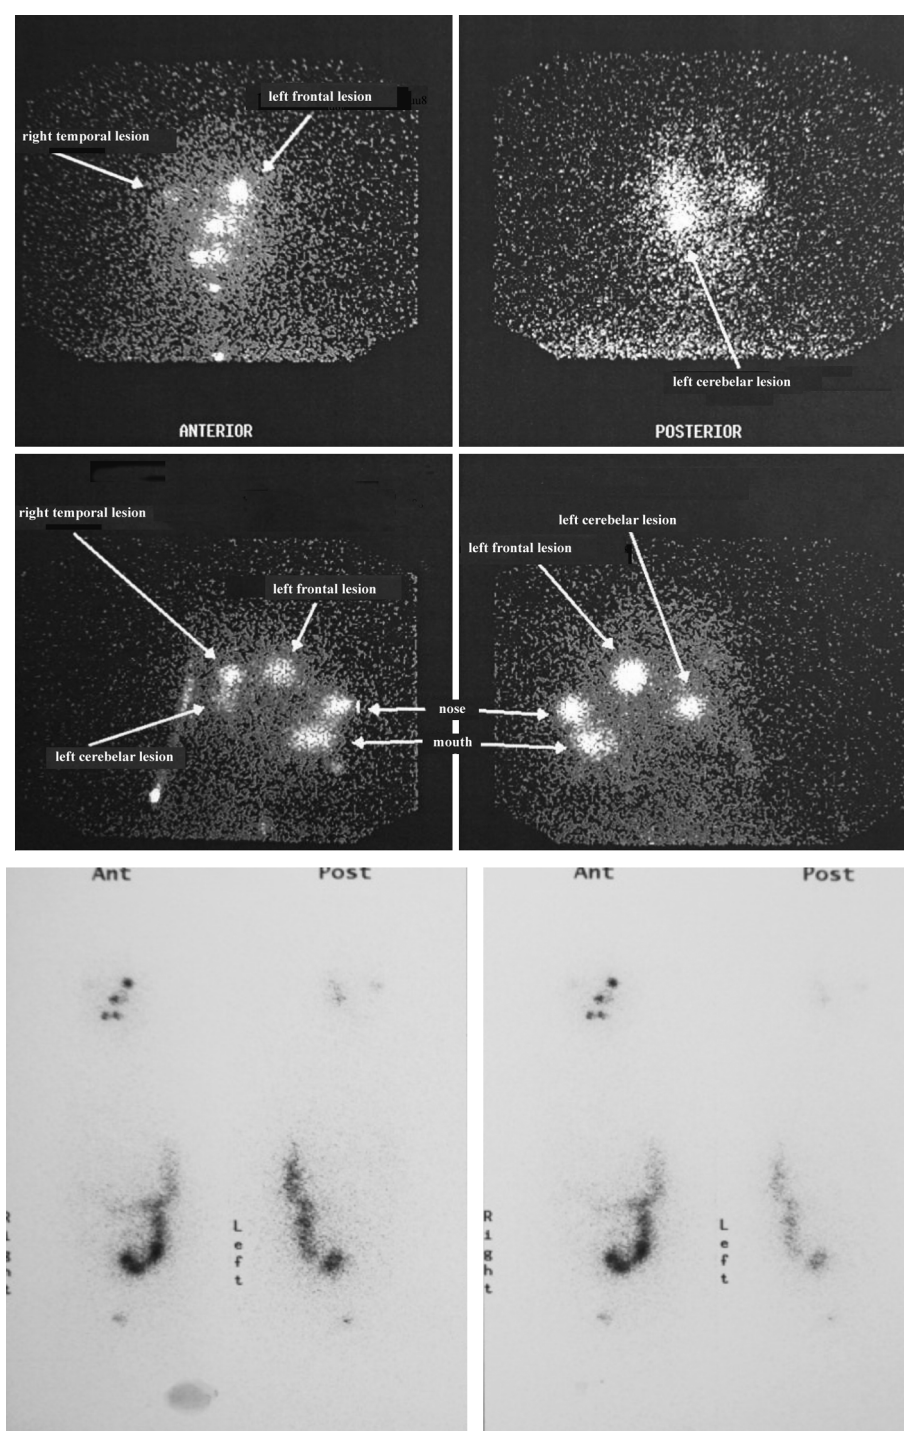 left frontal lesion
right temporal lesion
left cerebelar lesion
ANTERIOR
POSTERIOR
right temporal lesion
left frontal lesion
left cerebelar lesion
left cerebelar lesion
left frontal lesion
nose
mouth
Ant
Post
Right
Left
Ant
Post
Right
Left